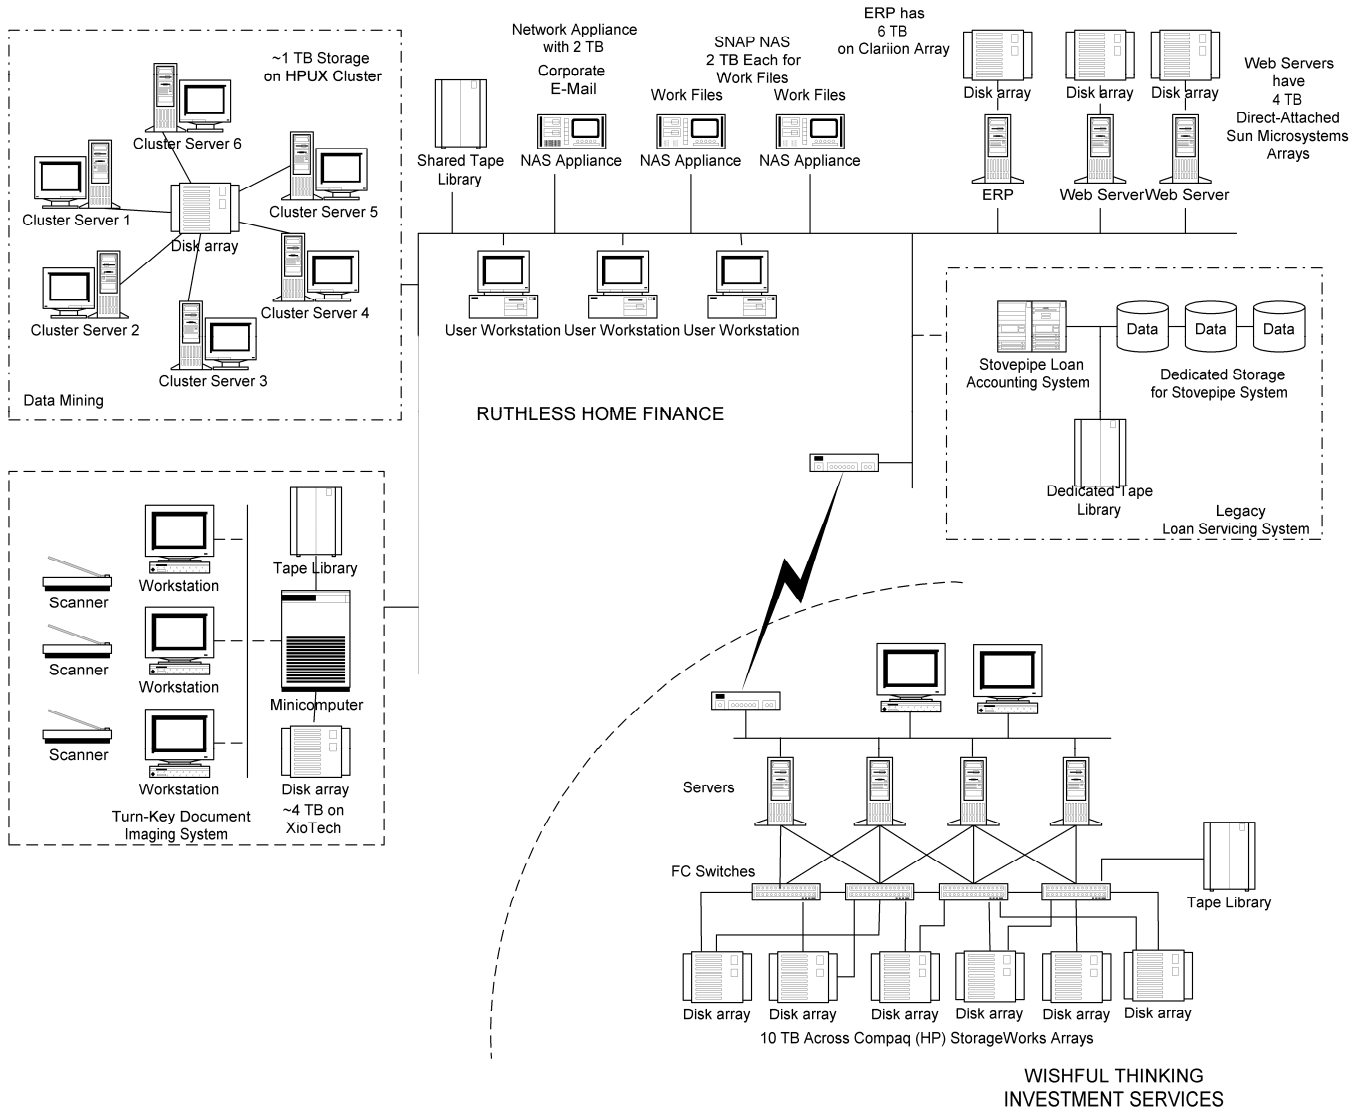 ~1 TB Storage
on HPUX Cluster
Cluster Server 6
Cluster Server 1
Cluster Server 5
Disk array
Cluster Server 2
Cluster Server 4
Cluster Server 3
Data Mining
Network Appliance
with 2 TB
Corporate
E-Mail
SNAP NAS
2 TB Each for
Work Files
Work Files
Work Files
Shared Tape
Library
NAS Appliance
NAS Appliance
NAS Appliance
ERP has
6 TB
on Clariion Array
Disk array
Disk array
Disk array
ERP
Web Server
Web Server
Web Servers
have
4 TB
Direct-Attached
Sun Microsystems
Arrays
User Workstation
User Workstation
User Workstation
RUTHLESS HOME FINANCE
Data
Data
Data
Stovepipe Loan
Accounting System
Dedicated Storage
for Stovepipe System
Dedicated Tape
Library
Legacy
Loan Servicing System
Scanner
Scanner
Scanner
Workstation
Workstation
Workstation
Tape Library
Minicomputer
Disk array
~4 TB on
XioTech
Turn-Key Document
Imaging System
Servers
FC Switches
Tape Library
Disk array
Disk array
Disk array
Disk array
Disk array
Disk array
10 TB Across Compaq (HP) StorageWorks Arrays
WISHFUL THINKING
INVESTMENT SERVICES